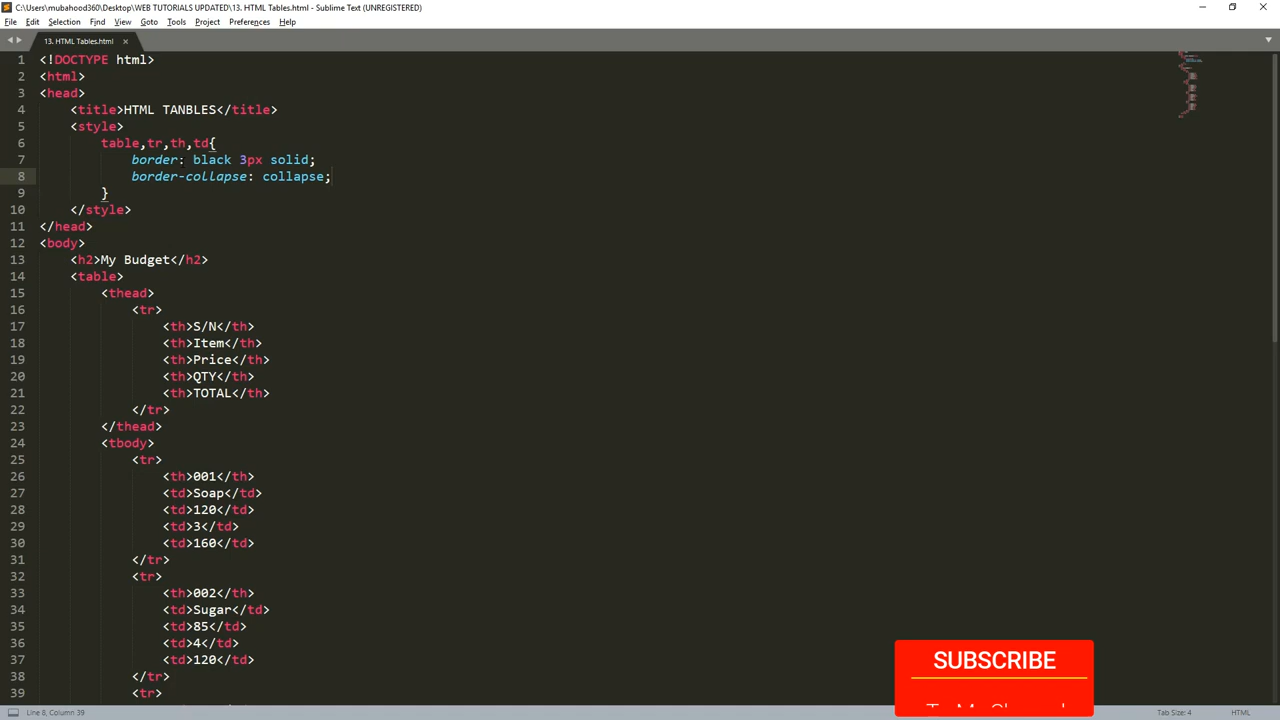 C:\Users\mubahood360\Desktop\WEB TUTORIALS UPDATED\13. HTML Tables.html - Sublime Text (UNREGISTERED)
File Edit Selection Find View Goto Tools Project Preferences Help
13. HTML Tables.html ×
1 <!DOCTYPE html>
2 <html>
3 <head>
4 <title>HTML TANBLES</title>
5 <style>
6 table,tr,th,td{
7 border: black 3px solid;
8 border-collapse: collapse;
9 }
10 </style>
11 </head>
12 <body>
13 <h2>My Budget</h2>
14 <table>
15 <thead>
16 <tr>
17 <th>S/N</th>
18 <th>Item</th>
19 <th>Price</th>
20 <th>QTY</th>
21 <th>TOTAL</th>
22 </tr>
23 </thead>
24 <tbody>
25 <tr>
26 <th>001</th>
27 <td>Soap</td>
28 <td>120</td>
29 <td>3</td>
30 <td>160</td>
31 </tr>
32 <tr>
33 <th>002</th>
34 <td>Sugar</td>
35 <td>85</td>
36 <td>4</td>
37 <td>120</td>
38 </tr>
39 <tr>
SUBSCRIBE
Line 8, Column 39
Tab Size: 4
HTML